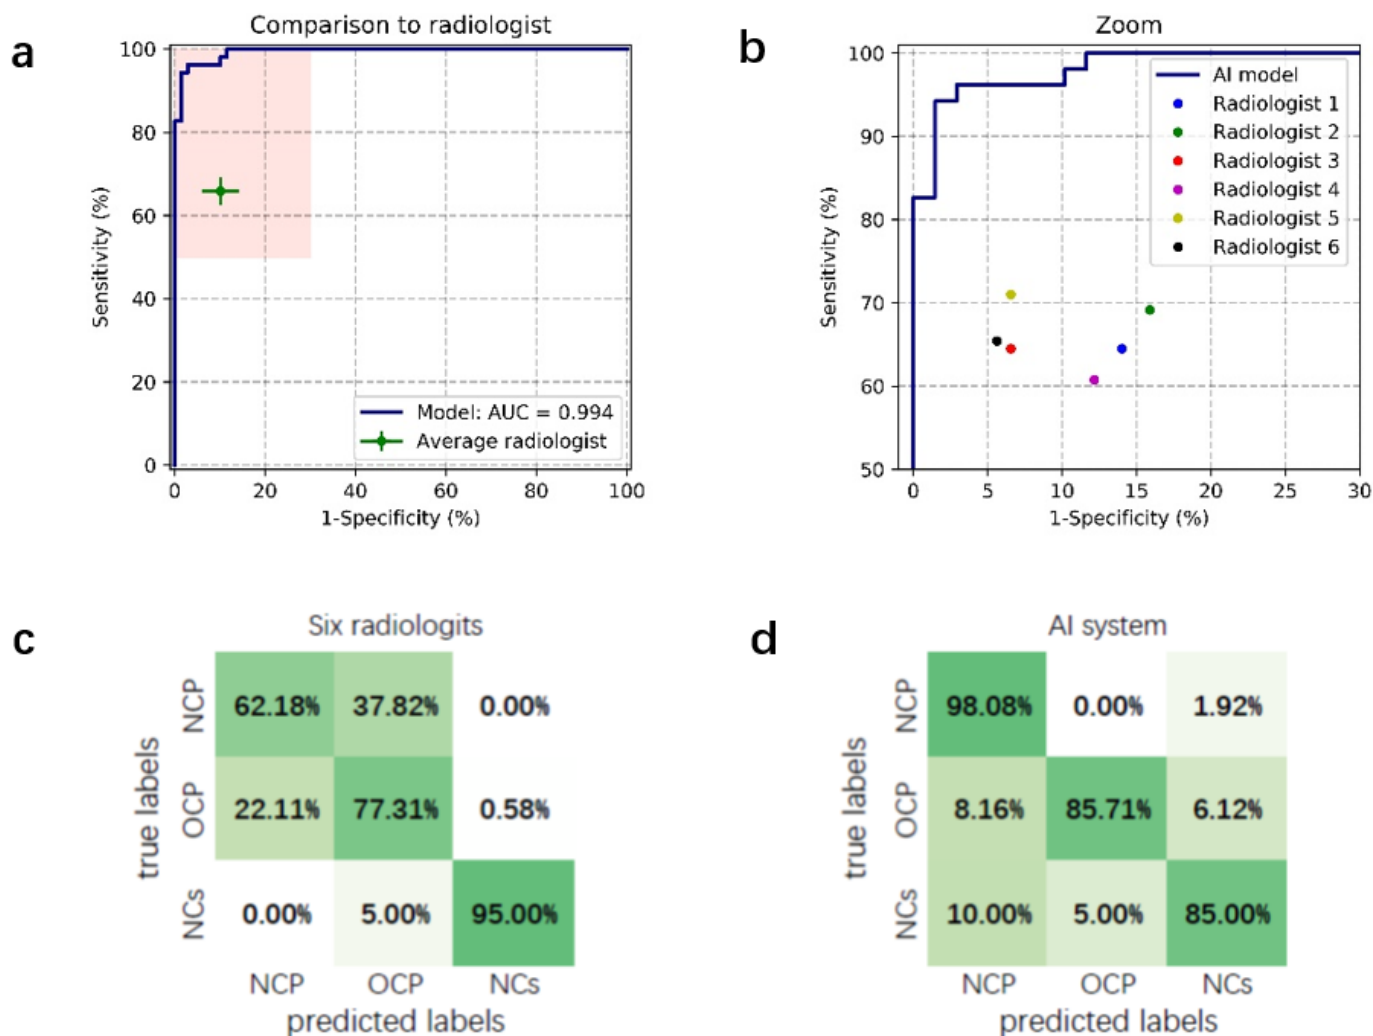 a
Comparison to radiologist
100
80
60
40
20
0
Sensitivity (%)
Model: AUC = 0.994
Average radiologist
0 20 40 60 80 100
1-Specificity (%)
b
Zoom
100
90
80
70
60
50
Sensitivity (%)
AI model
Radiologist 1
Radiologist 2
Radiologist 3
Radiologist 4
Radiologist 5
Radiologist 6
0 5 10 15 20 25 30
1-Specificity (%)
c
Six radiologits
true labels
NCP 62.18% 37.82% 0.00%
OCP 22.11% 77.31% 0.58%
NCs 0.00% 5.00% 95.00%
NCP OCP NCs
predicted labels
d
AI system
true labels
NCP 98.08% 0.00% 1.92%
OCP 8.16% 85.71% 6.12%
NCs 10.00% 5.00% 85.00%
NCP OCP NCs
predicted labels